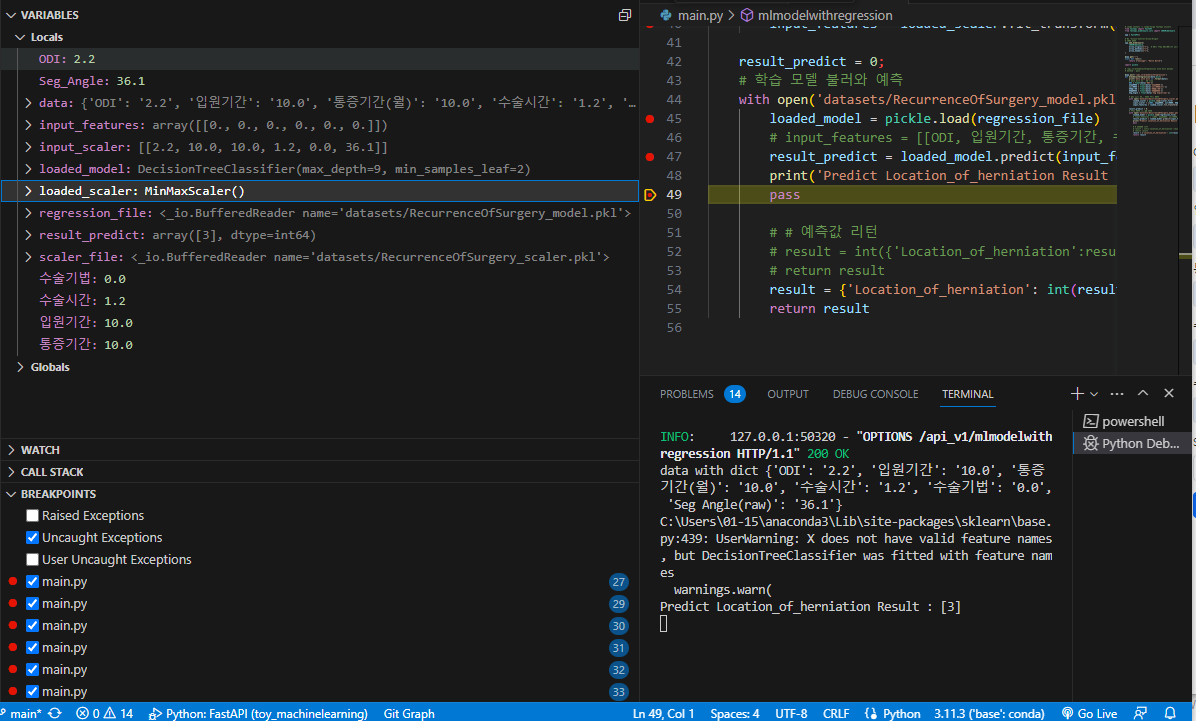 VARIABLES
Locals
ODI: 2.2
Seg_Angle: 36.1
data: {'ODI': '2.2', '입원기간': '10.0', '통증기간(월)': '10.0', '수술시간': '1.2', '…
input_features: array([[0., 0., 0., 0., 0., 0.]])
input_scaler: [[2.2, 10.0, 10.0, 1.2, 0.0, 36.1]]
loaded_model: DecisionTreeClassifier(max_depth=9, min_samples_leaf=2)
loaded_scaler: MinMaxScaler()
regression_file: <_io.BufferedReader name='datasets/RecurrenceOfSurgery_model.pkl'>
result_predict: array([3], dtype=int64)
scaler_file: <_io.BufferedReader name='datasets/RecurrenceOfSurgery_scaler.pkl'>
수술기법: 0.0
수술시간: 1.2
입원기간: 10.0
통증기간: 10.0
Globals
WATCH
CALL STACK
BREAKPOINTS
Raised Exceptions
Uncaught Exceptions
User Uncaught Exceptions
main.py 27
main.py 29
main.py 30
main.py 31
main.py 32
main.py 33
main.py > mlmodelwithregression
41
42 result_predict = 0;
43 # 학습 모델 불러와 예측
44 with open('datasets/RecurrenceOfSurgery_model.pkl
45 loaded_model = pickle.load(regression_file)
46 # input_features = [[ODI, 입원기간, 통증기간,
47 result_predict = loaded_model.predict(input_fe
48 print('Predict Location_of_herniation Result
49 pass
50
51 # # 예측값 리턴
52 # result = int({'Location_of_herniation':resu
53 # return result
54 result = {'Location_of_herniation': int(resul
55 return result
56
PROBLEMS 14 OUTPUT DEBUG CONSOLE TERMINAL
powershell
Python Deb...
INFO: 127.0.0.1:50320 - "OPTIONS /api_v1/mlmodelwith
regression HTTP/1.1" 200 OK
data with dict {'ODI': '2.2', '입원기간': '10.0', '통증
기간(월)': '10.0', '수술시간': '1.2', '수술기법': '0.0',
'Seg Angle(raw)': '36.1'}
C:\Users\01-15\anaconda3\Lib\site-packages\sklearn\base.
py:439: UserWarning: X does not have valid feature names
, but DecisionTreeClassifier was fitted with feature nam
es
warnings.warn(
Predict Location_of_herniation Result : [3]
main* 0 14 Python: FastAPI (toy_machinelearning) Git Graph Ln 49, Col 1 Spaces: 4 UTF-8 CRLF Python 3.11.3 ('base': conda) Go Live